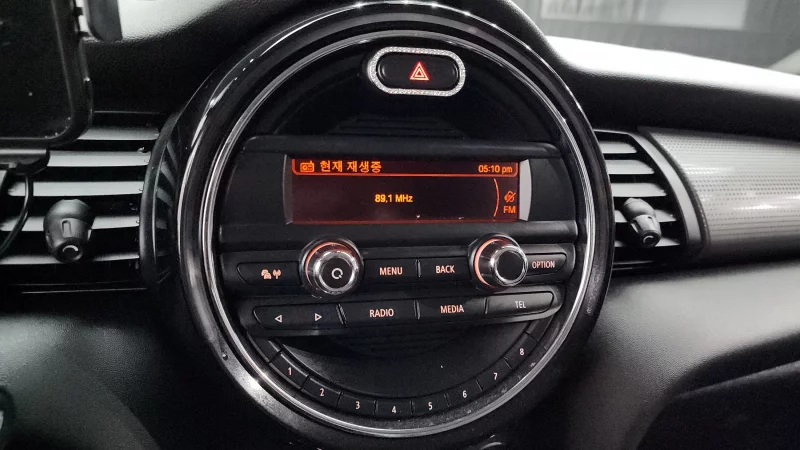 현재 재생중 05:10 pm
89.1 MHz
FM
MENU BACK OPTION
RADIO MEDIA TEL
1 2 3 4 5 6 7 8